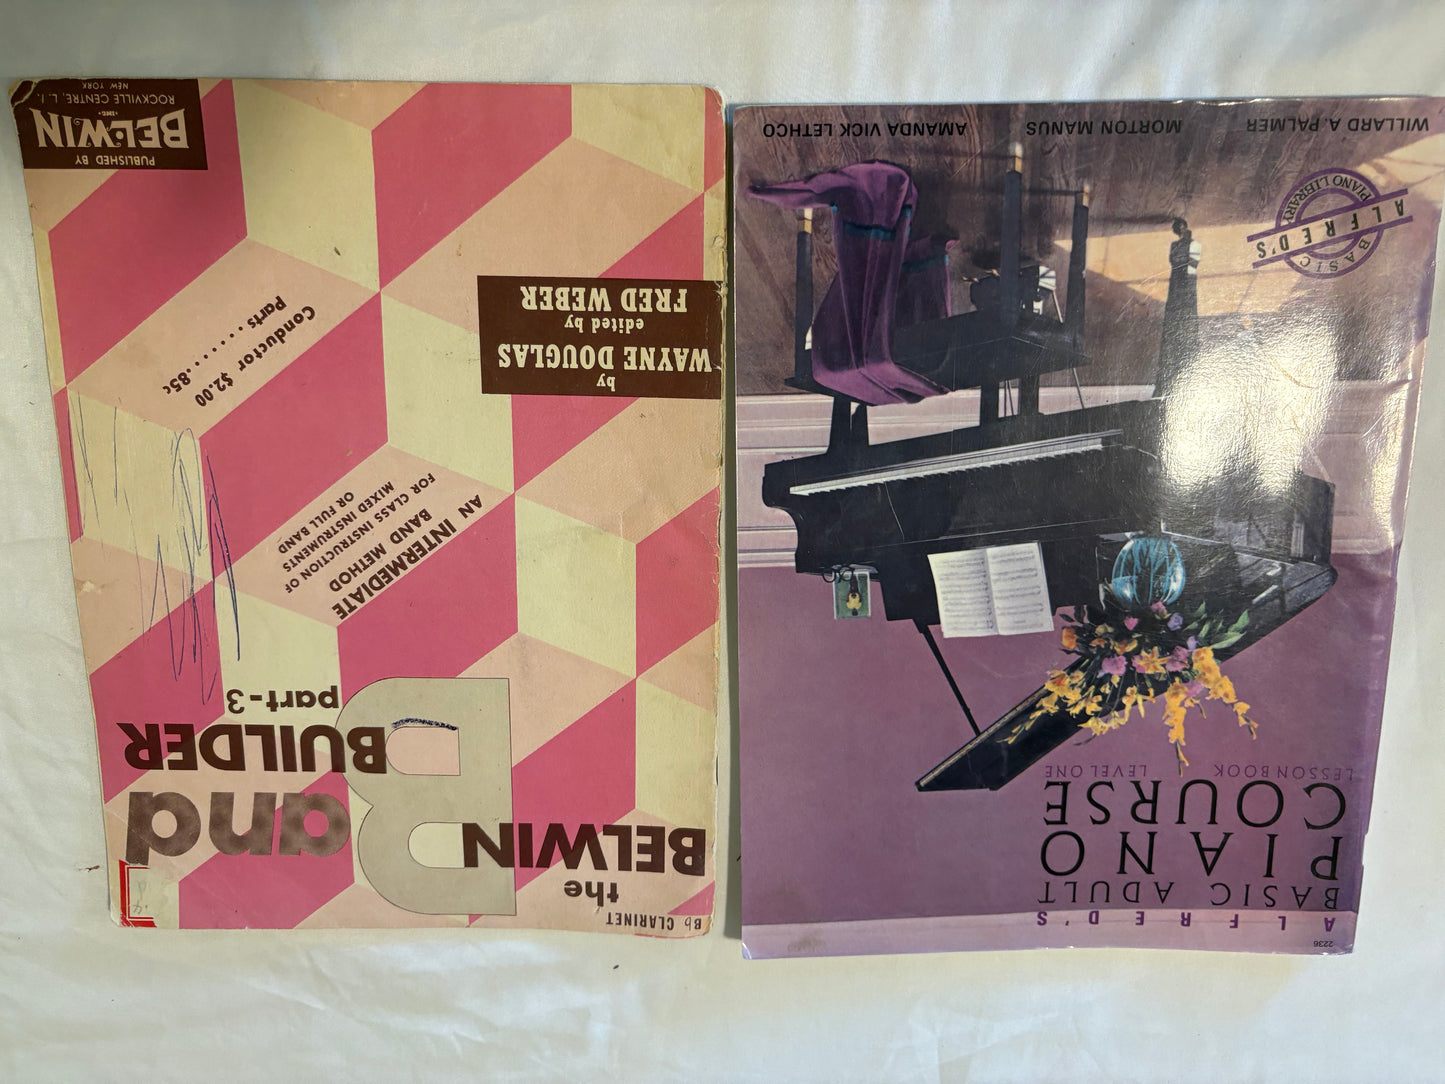 Bb CLARINET
the
BELWIN
Band
BUILDER
part-3
AN INTERMEDIATE
BAND METHOD
FOR CLASS INSTRUCTION OF
MIXED INSTRUMENTS
OR FULL BAND
Conductor $2.00
Parts.......85c
by
WAYNE DOUGLAS
edited by
FRED WEBER
PUBLISHED BY
BELWIN
INC.
ROCKVILLE CENTRE, L. I.
NEW YORK
2236
ALFRED'S
BASIC ADULT
PIANO
COURSE
LESSON BOOK LEVEL ONE
BASIC
ALFRED'S
PIANO LIBRARY
WILLARD A. PALMER MORTON MANUS AMANDA VICK LETHCO